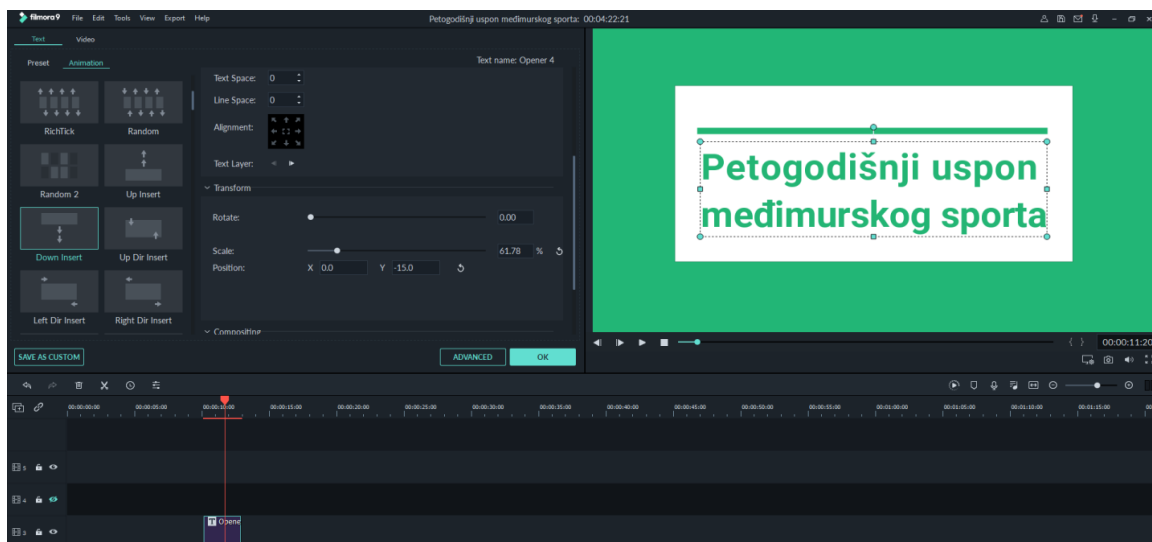 filmora9 File Edit Tools View Export Help Petogodišnji uspon međimurskog sporta: 00:04:22:21
Text Video
Preset Animation Text name: Opener 4
Text Space: 0
Line Space: 0
Alignment:
RichTick Random
Text Layer:
Transform
Random 2 Up Insert
Rotate: 0.00
Scale: 61.78 %
Down Insert Up Dir Insert
Position: X 0.0 Y -15.0
Left Dir Insert Right Dir Insert
Compositing
SAVE AS CUSTOM ADVANCED OK
Petogodišnji uspon
međimurskog sporta
{ } 00:00:11:20
00:00:00:00 00:00:05:00 00:00:10:00 00:00:15:00 00:00:20:00 00:00:25:00 00:00:30:00 00:00:35:00 00:00:40:00 00:00:45:00 00:00:50:00 00:00:55:00 00:01:00:00 00:01:05:00 00:01:10:00 00:01:15:00
5
4
3 T Opene